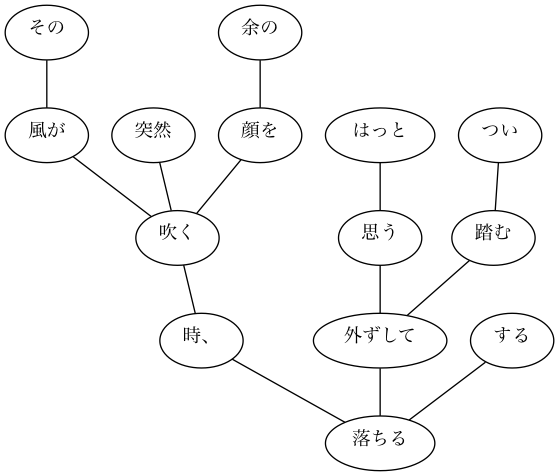 その 余の
風が 突然 顔を はっと つい
吹く 思う 踏む
時、 外ずして する
落ちる